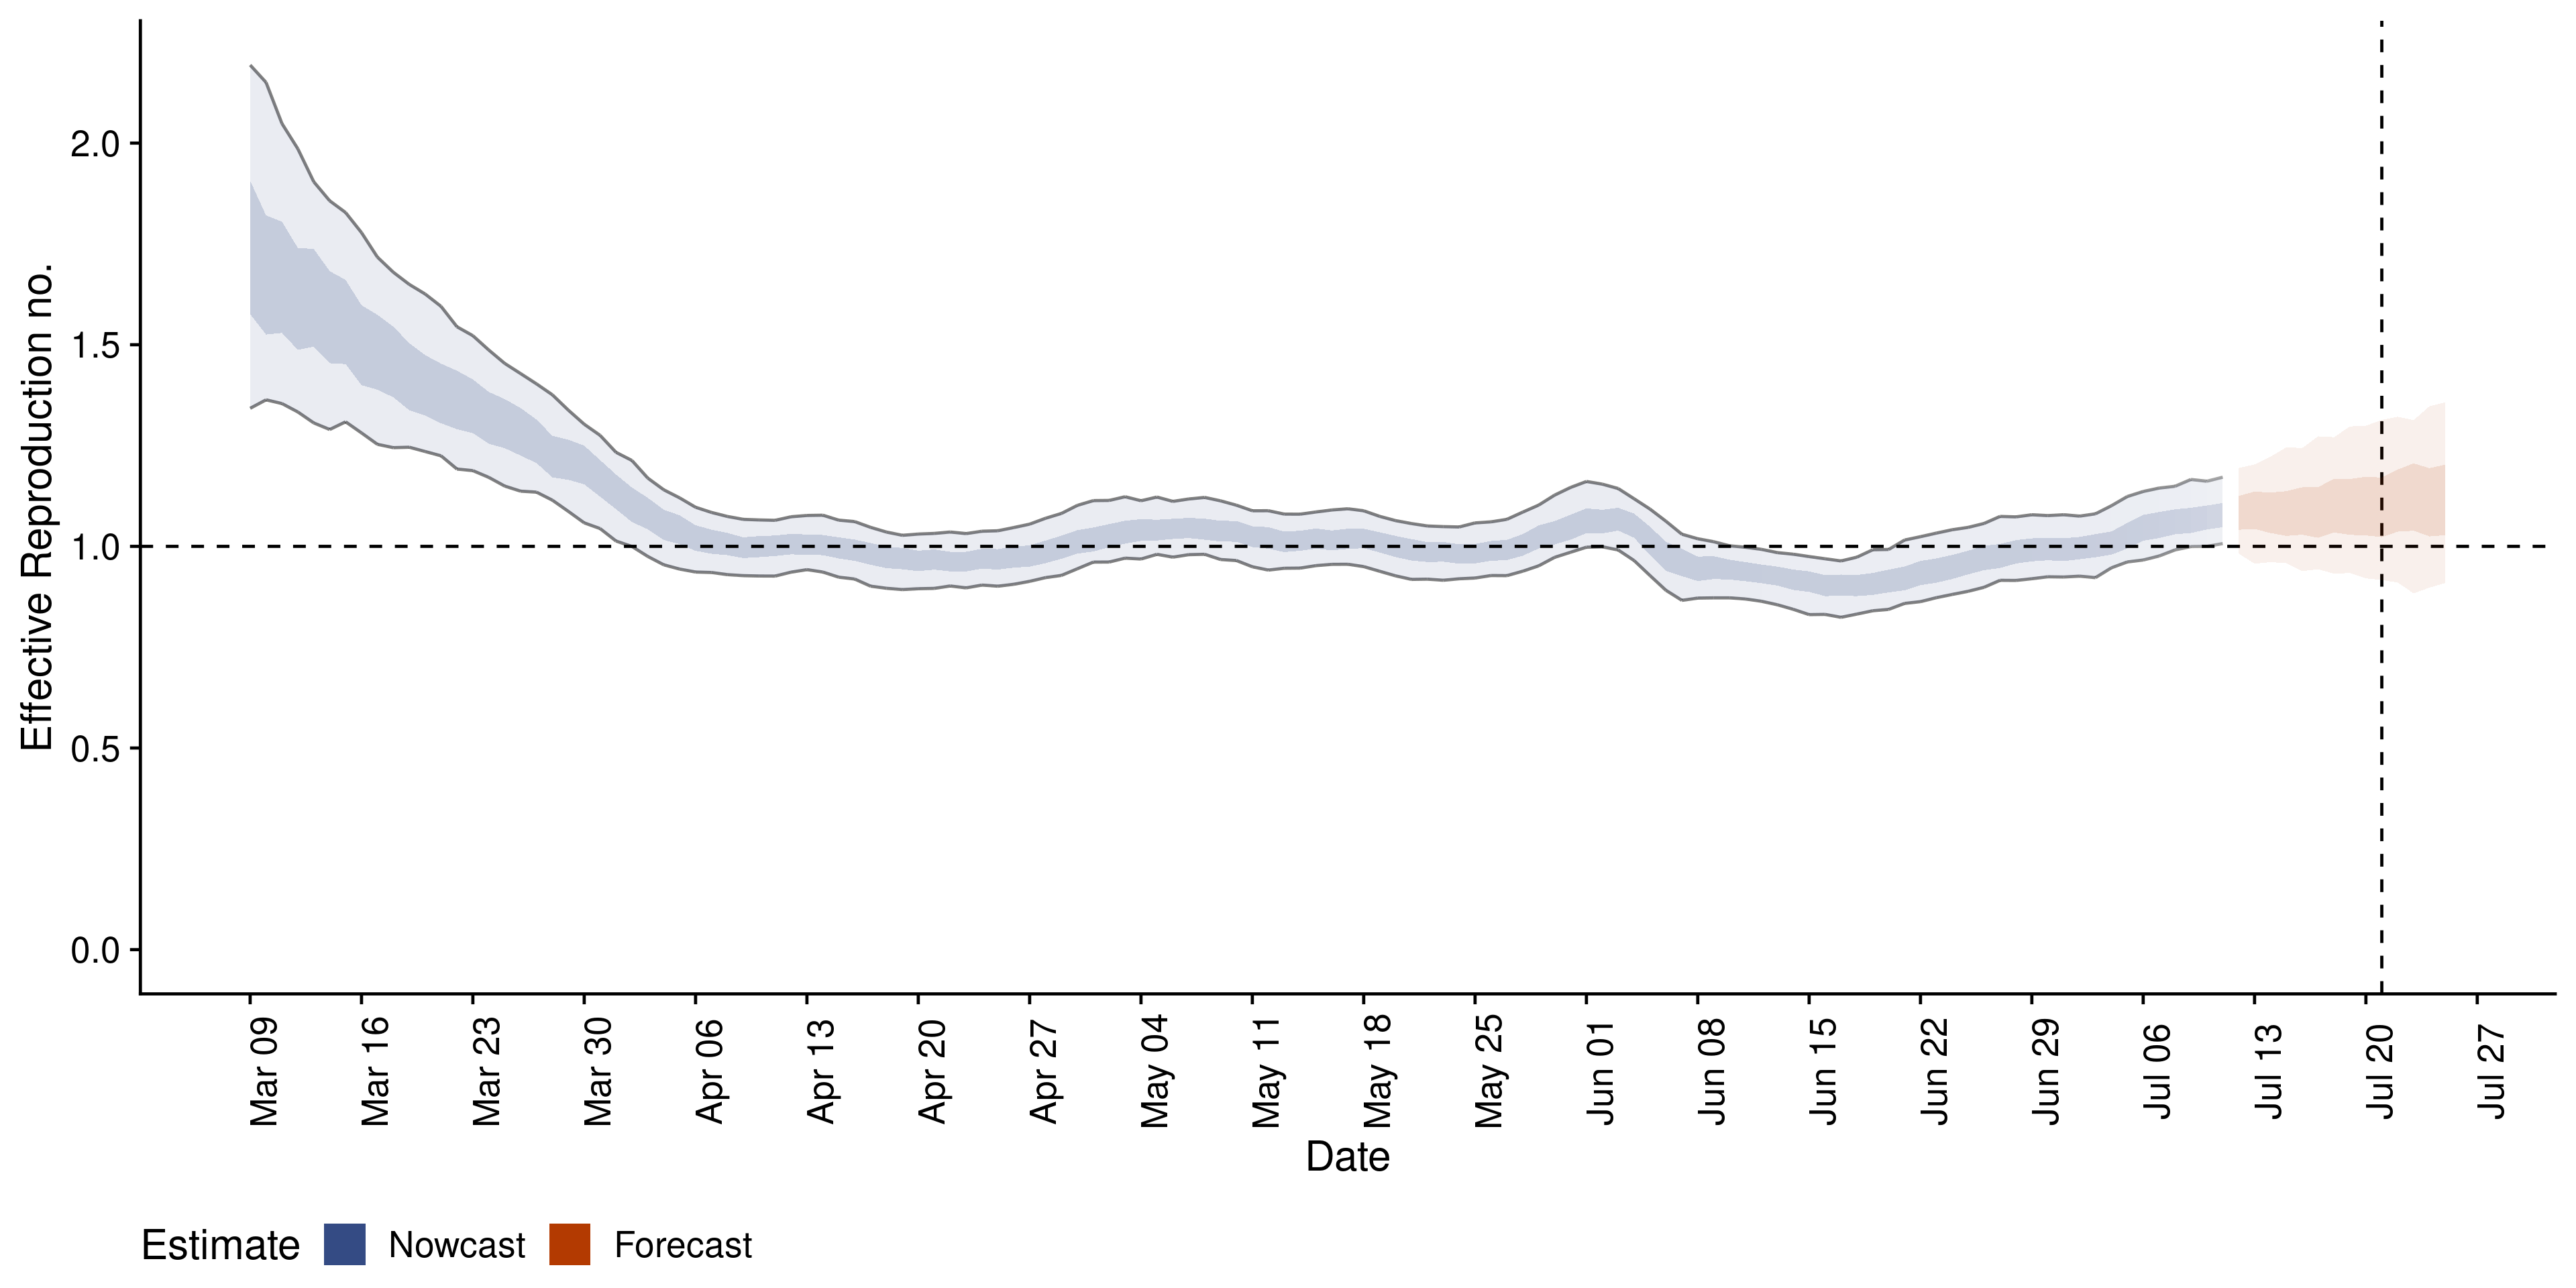 Effective Reproduction no.
2.0
1.5
1.0
0.5
0.0
Mar 09
Mar 16
Mar 23
Mar 30
Apr 06
Apr 13
Apr 20
Apr 27
May 04
May 11
May 18
May 25
Jun 01
Jun 08
Jun 15
Jun 22
Jun 29
Jul 06
Jul 13
Jul 20
Jul 27
Date
Estimate Nowcast Forecast